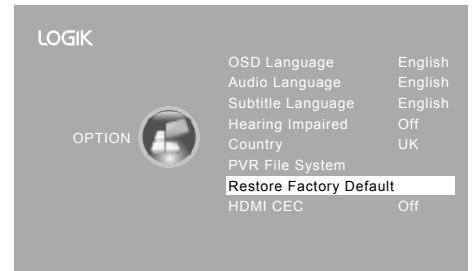 LOGIK
OPTION
OSD Language English
Audio Language English
Subtitle Language English
Hearing Impaired Off
Country UK
PVR File System
Restore Factory Default
HDMI CEC Off